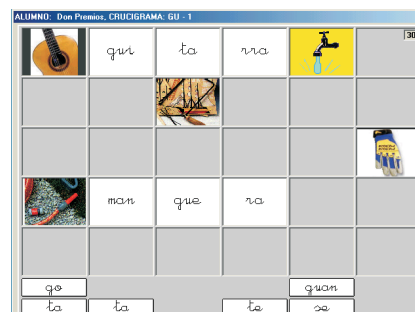 ALUMNO: Don Premios, CRUCIGRAMA: GU - 1
30
gui ta rra
man gue ra
go guan
ta ta te se